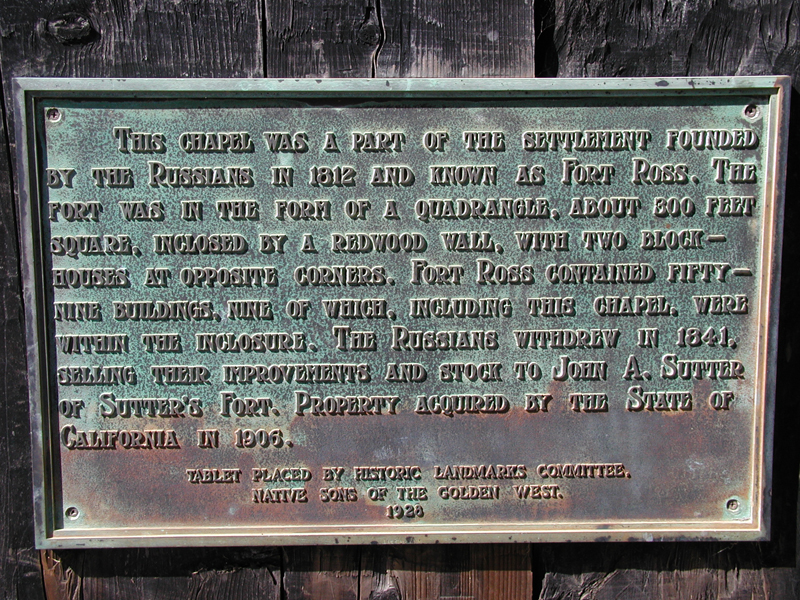 This chapel was a part of the settlement founded
by the Russians in 1812 and known as Fort Ross. The
fort was in the form of a quadrangle, about 300 feet
square, inclosed by a redwood wall, with two block-
houses at opposite corners. Fort Ross contained fifty-
nine buildings, nine of which, including this chapel, were
within the inclosure. The Russians withdrew in 1841,
selling their improvements and stock to John A. Sutter
of Sutter's Fort. Property acquired by the State of
California in 1906.
Tablet placed by Historic Landmarks Committee,
Native Sons of the Golden West.
1928